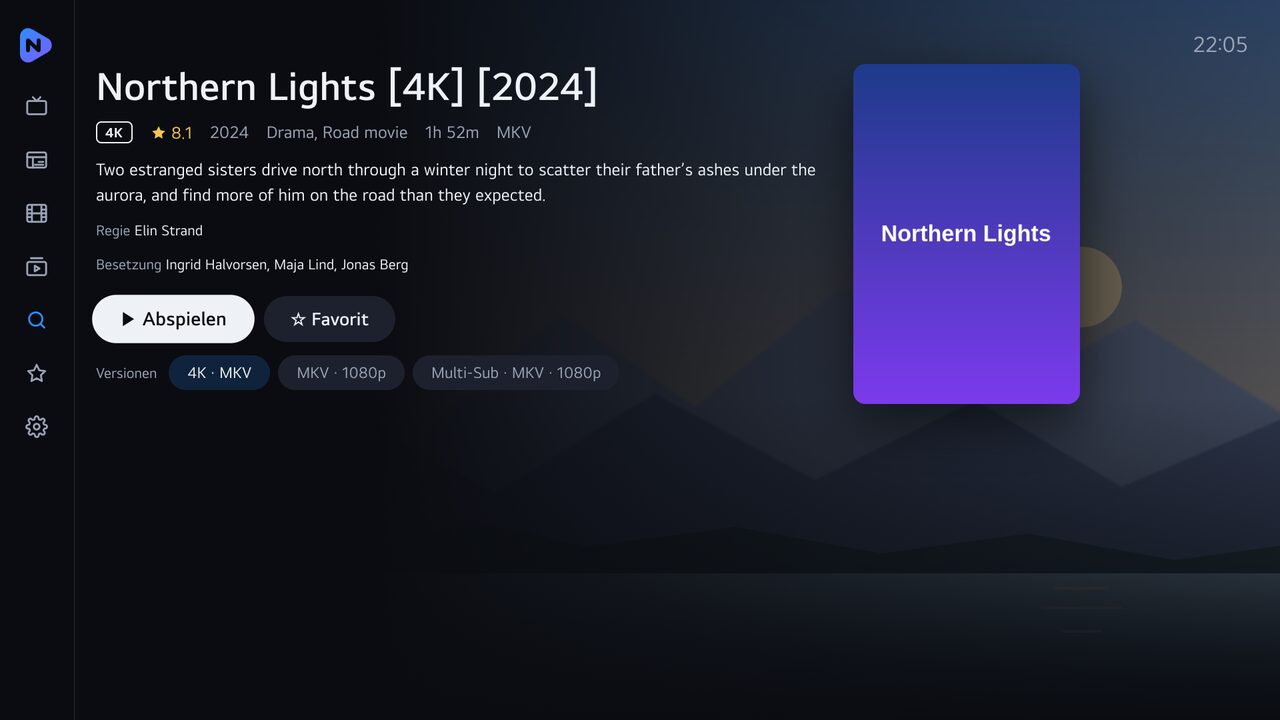 N
22:05
Northern Lights [4K] [2024]
4K ★ 8.1 2024 Drama, Road movie 1h 52m MKV
Two estranged sisters drive north through a winter night to scatter their father’s ashes under the
aurora, and find more of him on the road than they expected.
Regie Elin Strand
Besetzung Ingrid Halvorsen, Maja Lind, Jonas Berg
▶ Abspielen ☆ Favorit
Versionen 4K · MKV MKV · 1080p Multi-Sub · MKV · 1080p
Northern Lights